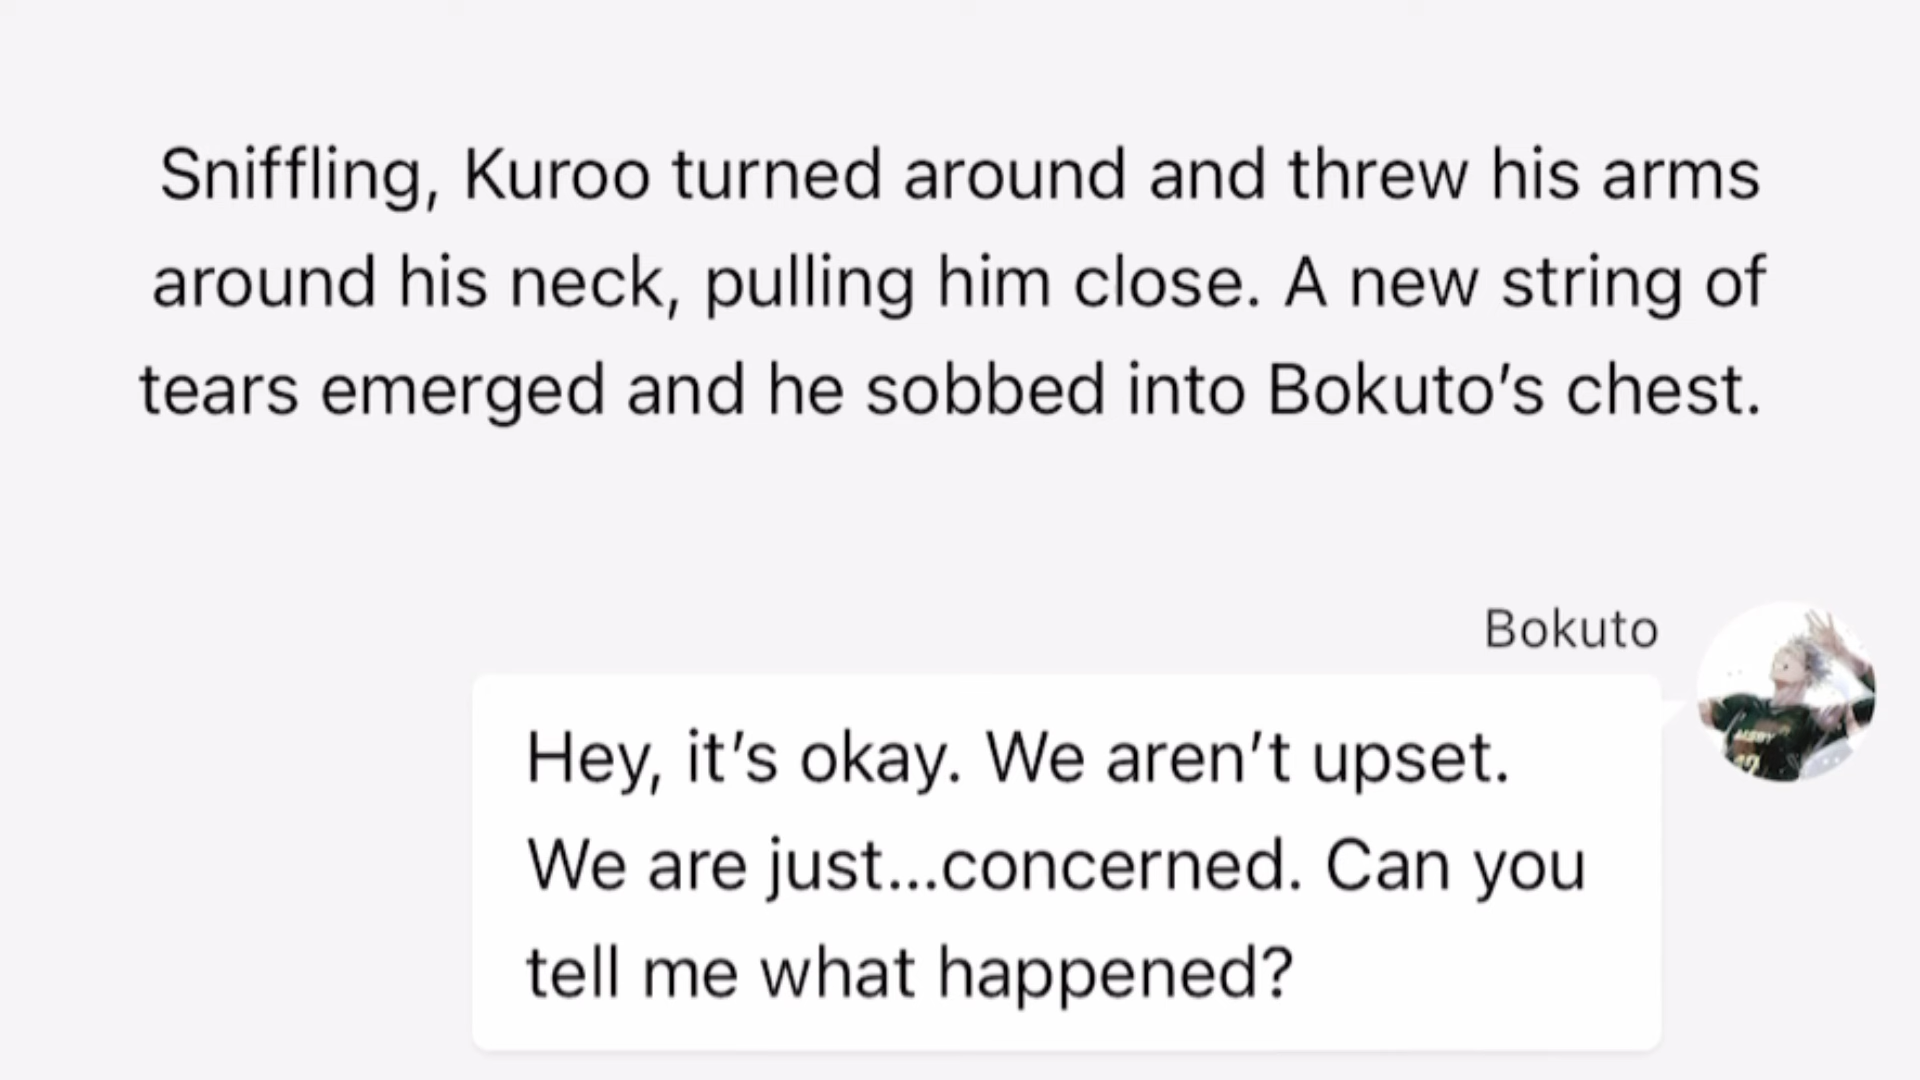 Sniffling, Kuroo turned around and threw his arms
around his neck, pulling him close. A new string of
tears emerged and he sobbed into Bokuto’s chest.
Bokuto
Hey, it’s okay. We aren’t upset.
We are just...concerned. Can you
tell me what happened?